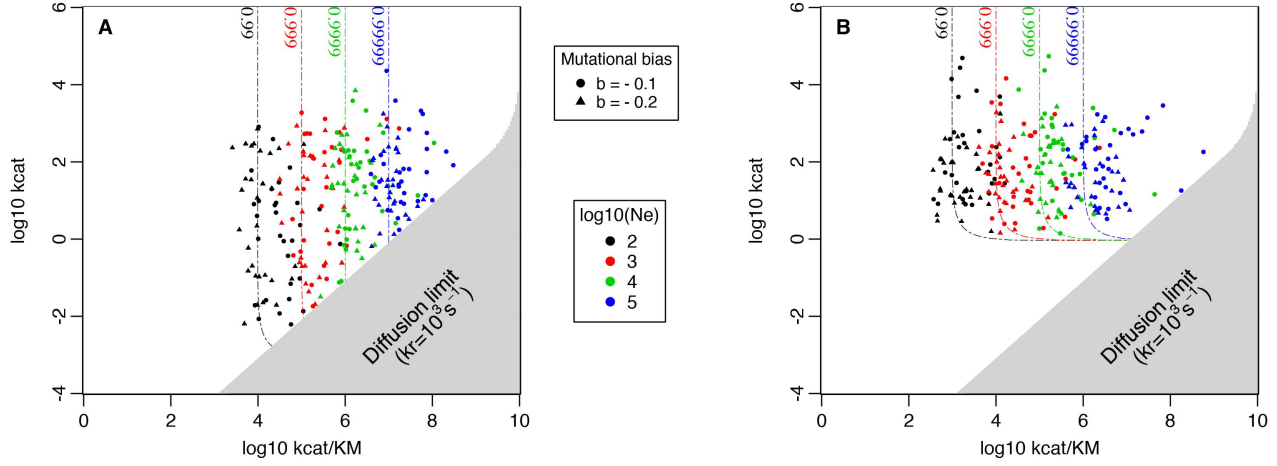 A
0.99
0.999
0.9999
0.99999
6
4
2
0
-2
-4
log10 kcat
0 2 4 6 8 10
log10 kcat/KM
Diffusion limit
(kr=10³s⁻¹)
Mutational bias
b = - 0.1
b = - 0.2
log10(Ne)
2
3
4
5
B
0.99
0.999
0.9999
0.99999
6
4
2
0
-2
-4
log10 kcat
0 2 4 6 8 10
log10 kcat/KM
Diffusion limit
(kr=10³s⁻¹)